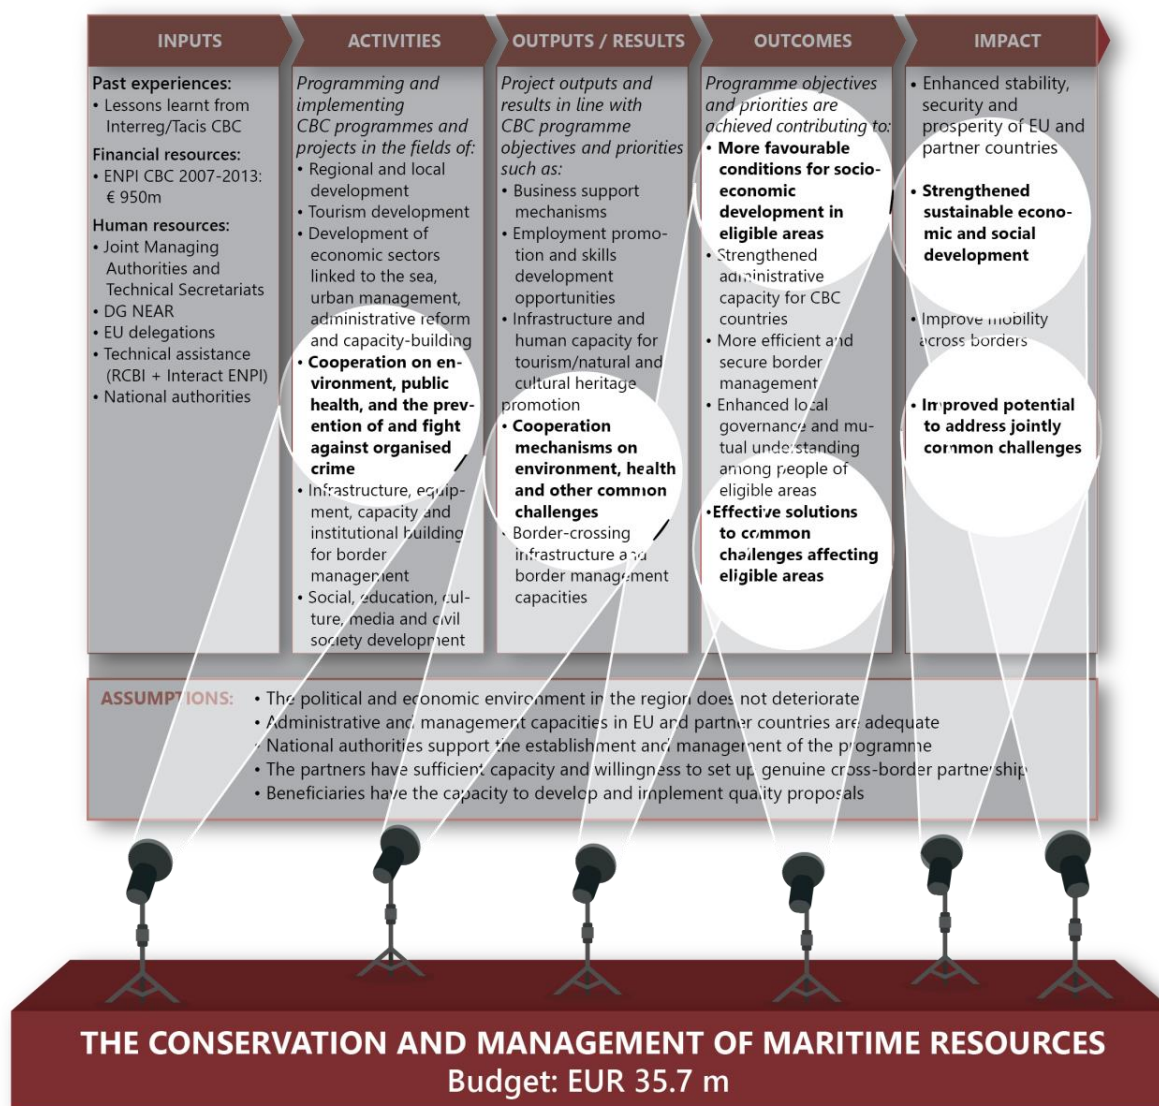 INPUTS
Past experiences:
• Lessons learnt from
Interreg/Tacis CBC
Financial resources:
• ENPI CBC 2007-2013:
€ 950m
Human resources:
• Joint Managing
Authorities and
Technical Secretariats
• DG NEAR
• EU delegations
• Technical assistance
(RCBI + Interact ENPI)
• National authorities
ACTIVITIES
Programming and
implementing
CBC programmes and
projects in the fields of:
• Regional and local
development
• Tourism development
• Development of
economic sectors
linked to the sea,
urban management,
administrative reform
and capacity-building
• Cooperation on en-
vironment, public
health, and the prev-
ention of and fight
against organised
crime
• Infrastructure, equip-
ment, capacity and
institutional building
for border
management
• Social, education, cul-
ture, media and civil
society development
OUTPUTS / RESULTS
Project outputs and
results in line with
CBC programme
objectives and priorities
such as:
• Business support
mechanisms
• Employment promo-
tion and skills
development
opportunities
• Infrastructure and
human capacity for
tourism/natural and
cultural heritage
promotion
• Cooperation
mechanisms on
environment, health
and other common
challenges
• Border-crossing
infrastructure and
border management
capacities
OUTCOMES
Programme objectives
and priorities are
achieved contributing to:
• More favourable
conditions for socio-
economic
development in
eligible areas
• Strengthened
administrative
capacity for CBC
countries
• More efficient and
secure border
management
• Enhanced local
governance and mu-
tual understanding
among people of
eligible areas
•Effective solutions
to common
challenges affecting
eligible areas
IMPACT
• Enhanced stability,
security and
prosperity of EU and
partner countries
• Strengthened
sustainable econo-
mic and social
development
• Improve mobility
across borders
• Improved potential
to address jointly
common challenges
ASSUMPTIONS:
• The political and economic environment in the region does not deteriorate
• Administrative and management capacities in EU and partner countries are adequate
• National authorities support the establishment and management of the programme
• The partners have sufficient capacity and willingness to set up genuine cross-border partnership
• Beneficiaries have the capacity to develop and implement quality proposals
THE CONSERVATION AND MANAGEMENT OF MARITIME RESOURCES
Budget: EUR 35.7 m